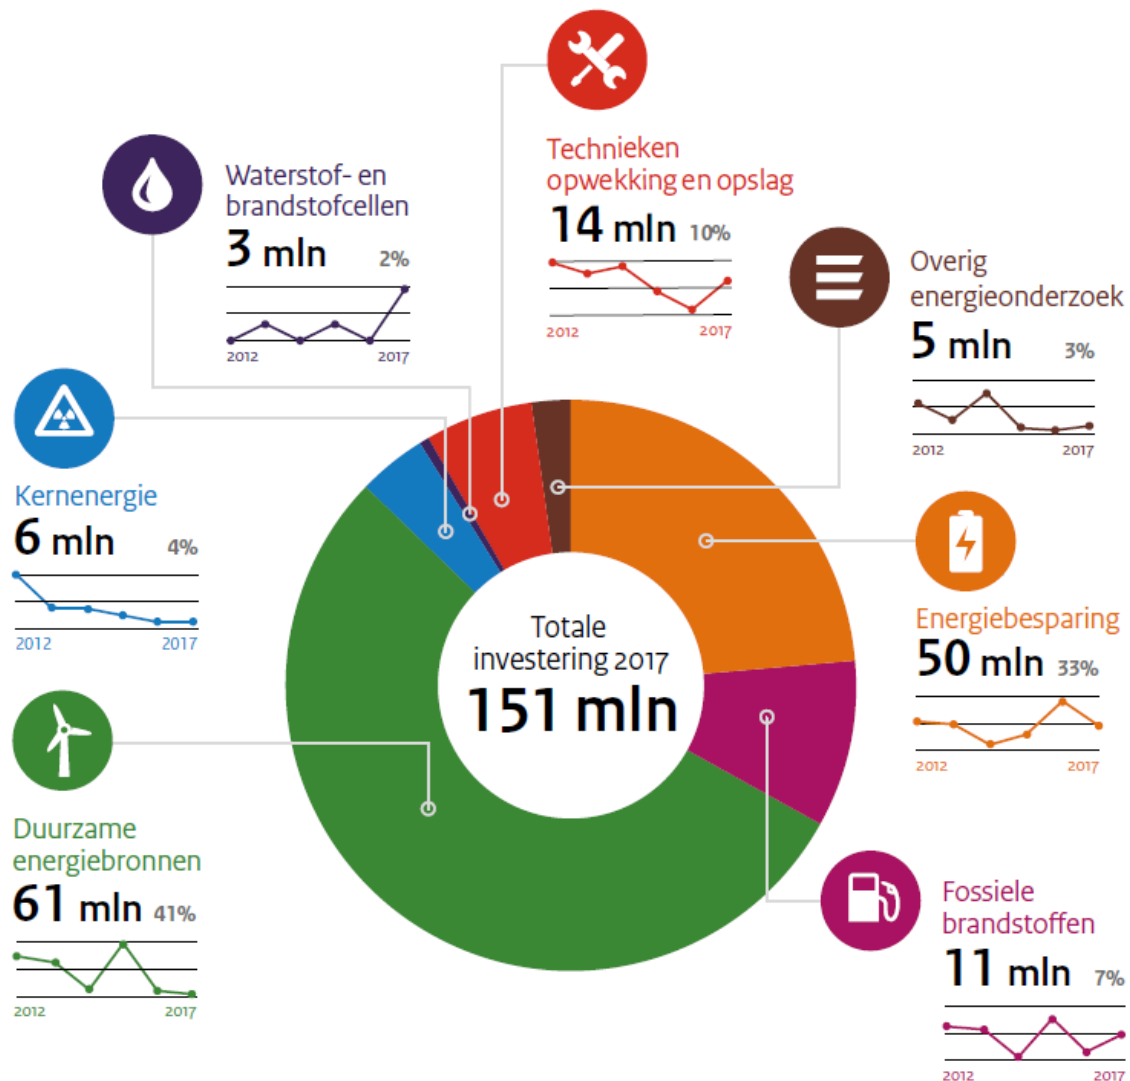 Technieken
opwekking en opslag
14 mln 10%
2012 2017
Waterstof- en
brandstofcellen
3 mln 2%
2012 2017
Overig
energieonderzoek
5 mln 3%
2012 2017
Kernenergie
6 mln 4%
2012 2017
Energiebesparing
50 mln 33%
2012 2017
Totale
investering 2017
151 mln
Duurzame
energiebronnen
61 mln 41%
2012 2017
Fossiele
brandstoffen
11 mln 7%
2012 2017